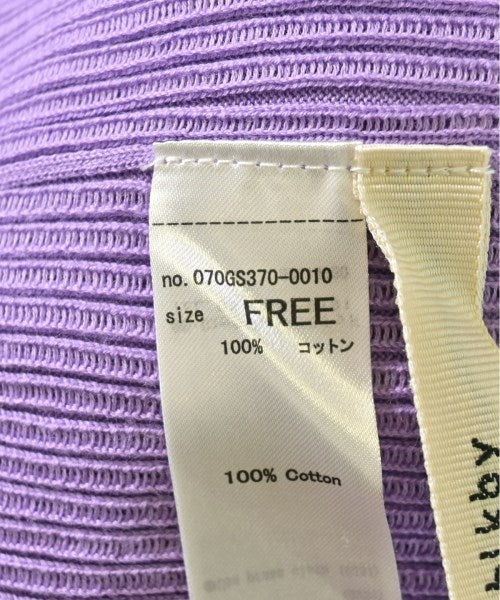 no. 070GS370-0010
size FREE
100% コットン
100% Cotton